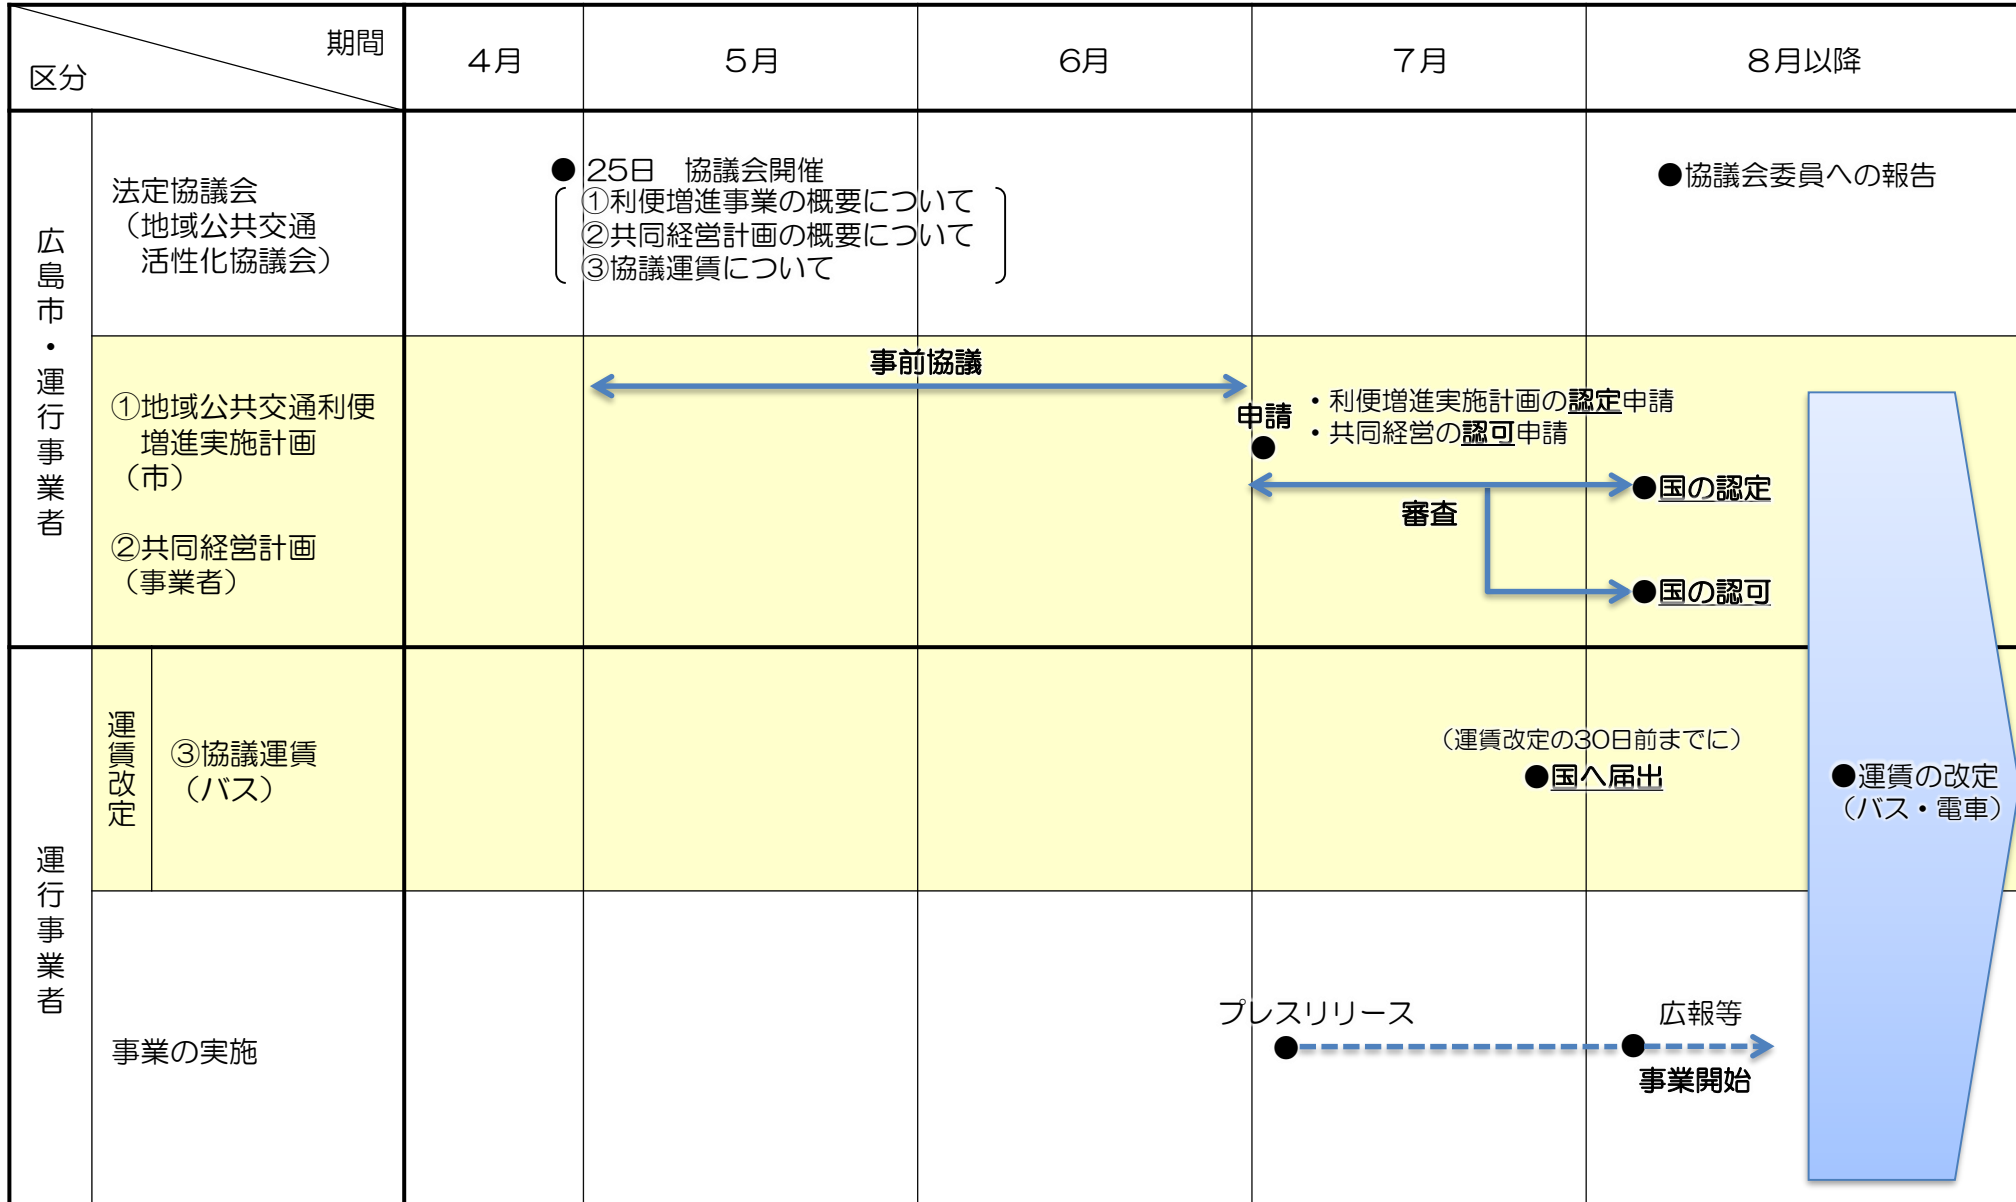 期間
区分
4月
5月
6月
7月
8月以降
広島市・運行事業者
法定協議会
（地域公共交通
活性化協議会）
● 25日　協議会開催
①利便増進事業の概要について
②共同経営計画の概要について
③協議運賃について
●協議会委員への報告
①地域公共交通利便
増進実施計画
（市）
②共同経営計画
（事業者）
事前協議
申請
・利便増進実施計画の認定申請
・共同経営の認可申請
審査
●国の認定
●国の認可
運行事業者
運賃改定
③協議運賃
（バス）
（運賃改定の30日前までに）
●国へ届出
●運賃の改定
（バス・電車）
事業の実施
プレスリリース
広報等
事業開始